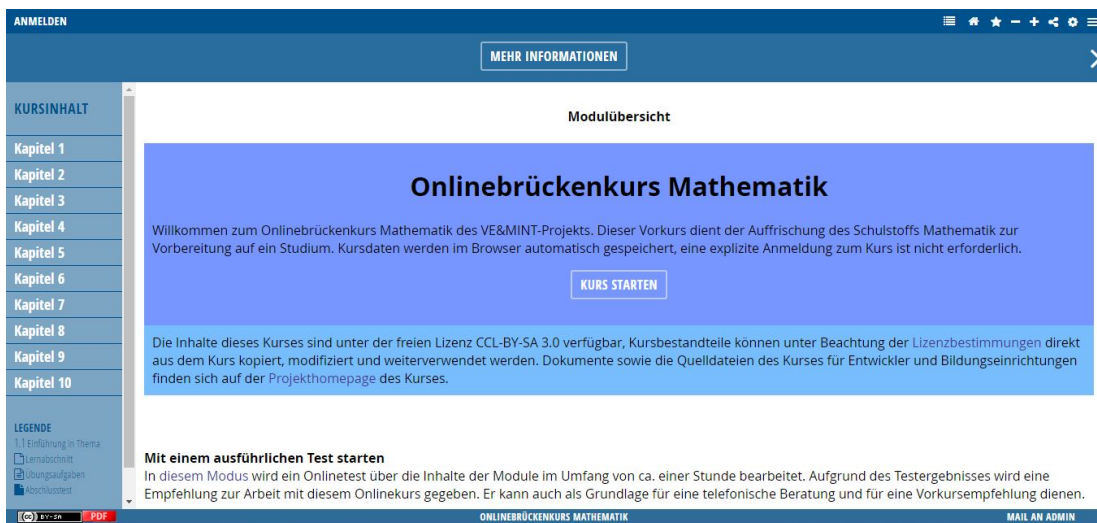 ANMELDEN
MEHR INFORMATIONEN
KURSINHALT
Kapitel 1
Kapitel 2
Kapitel 3
Kapitel 4
Kapitel 5
Kapitel 6
Kapitel 7
Kapitel 8
Kapitel 9
Kapitel 10
LEGENDE
1.1 Einführung in Thema
Lernabschnitt
Übungsaufgaben
Abschlusstest
Modulübersicht
Onlinebrückenkurs Mathematik
Willkommen zum Onlinebrückenkurs Mathematik des VE&MINT-Projekts. Dieser Vorkurs dient der Auffrischung des Schulstoffs Mathematik zur
Vorbereitung auf ein Studium. Kursdaten werden im Browser automatisch gespeichert, eine explizite Anmeldung zum Kurs ist nicht erforderlich.
KURS STARTEN
Die Inhalte dieses Kurses sind unter der freien Lizenz CCL-BY-SA 3.0 verfügbar, Kursbestandteile können unter Beachtung der Lizenzbestimmungen direkt
aus dem Kurs kopiert, modifiziert und weiterverwendet werden. Dokumente sowie die Quelldateien des Kurses für Entwickler und Bildungseinrichtungen
finden sich auf der Projekthomepage des Kurses.
Mit einem ausführlichen Test starten
In diesem Modus wird ein Onlinetest über die Inhalte der Module im Umfang von ca. einer Stunde bearbeitet. Aufgrund des Testergebnisses wird eine
Empfehlung zur Arbeit mit diesem Onlinekurs gegeben. Er kann auch als Grundlage für eine telefonische Beratung und für eine Vorkursempfehlung dienen.
(cc) BY-SA PDF
ONLINEBRÜCKENKURS MATHEMATIK
MAIL AN ADMIN